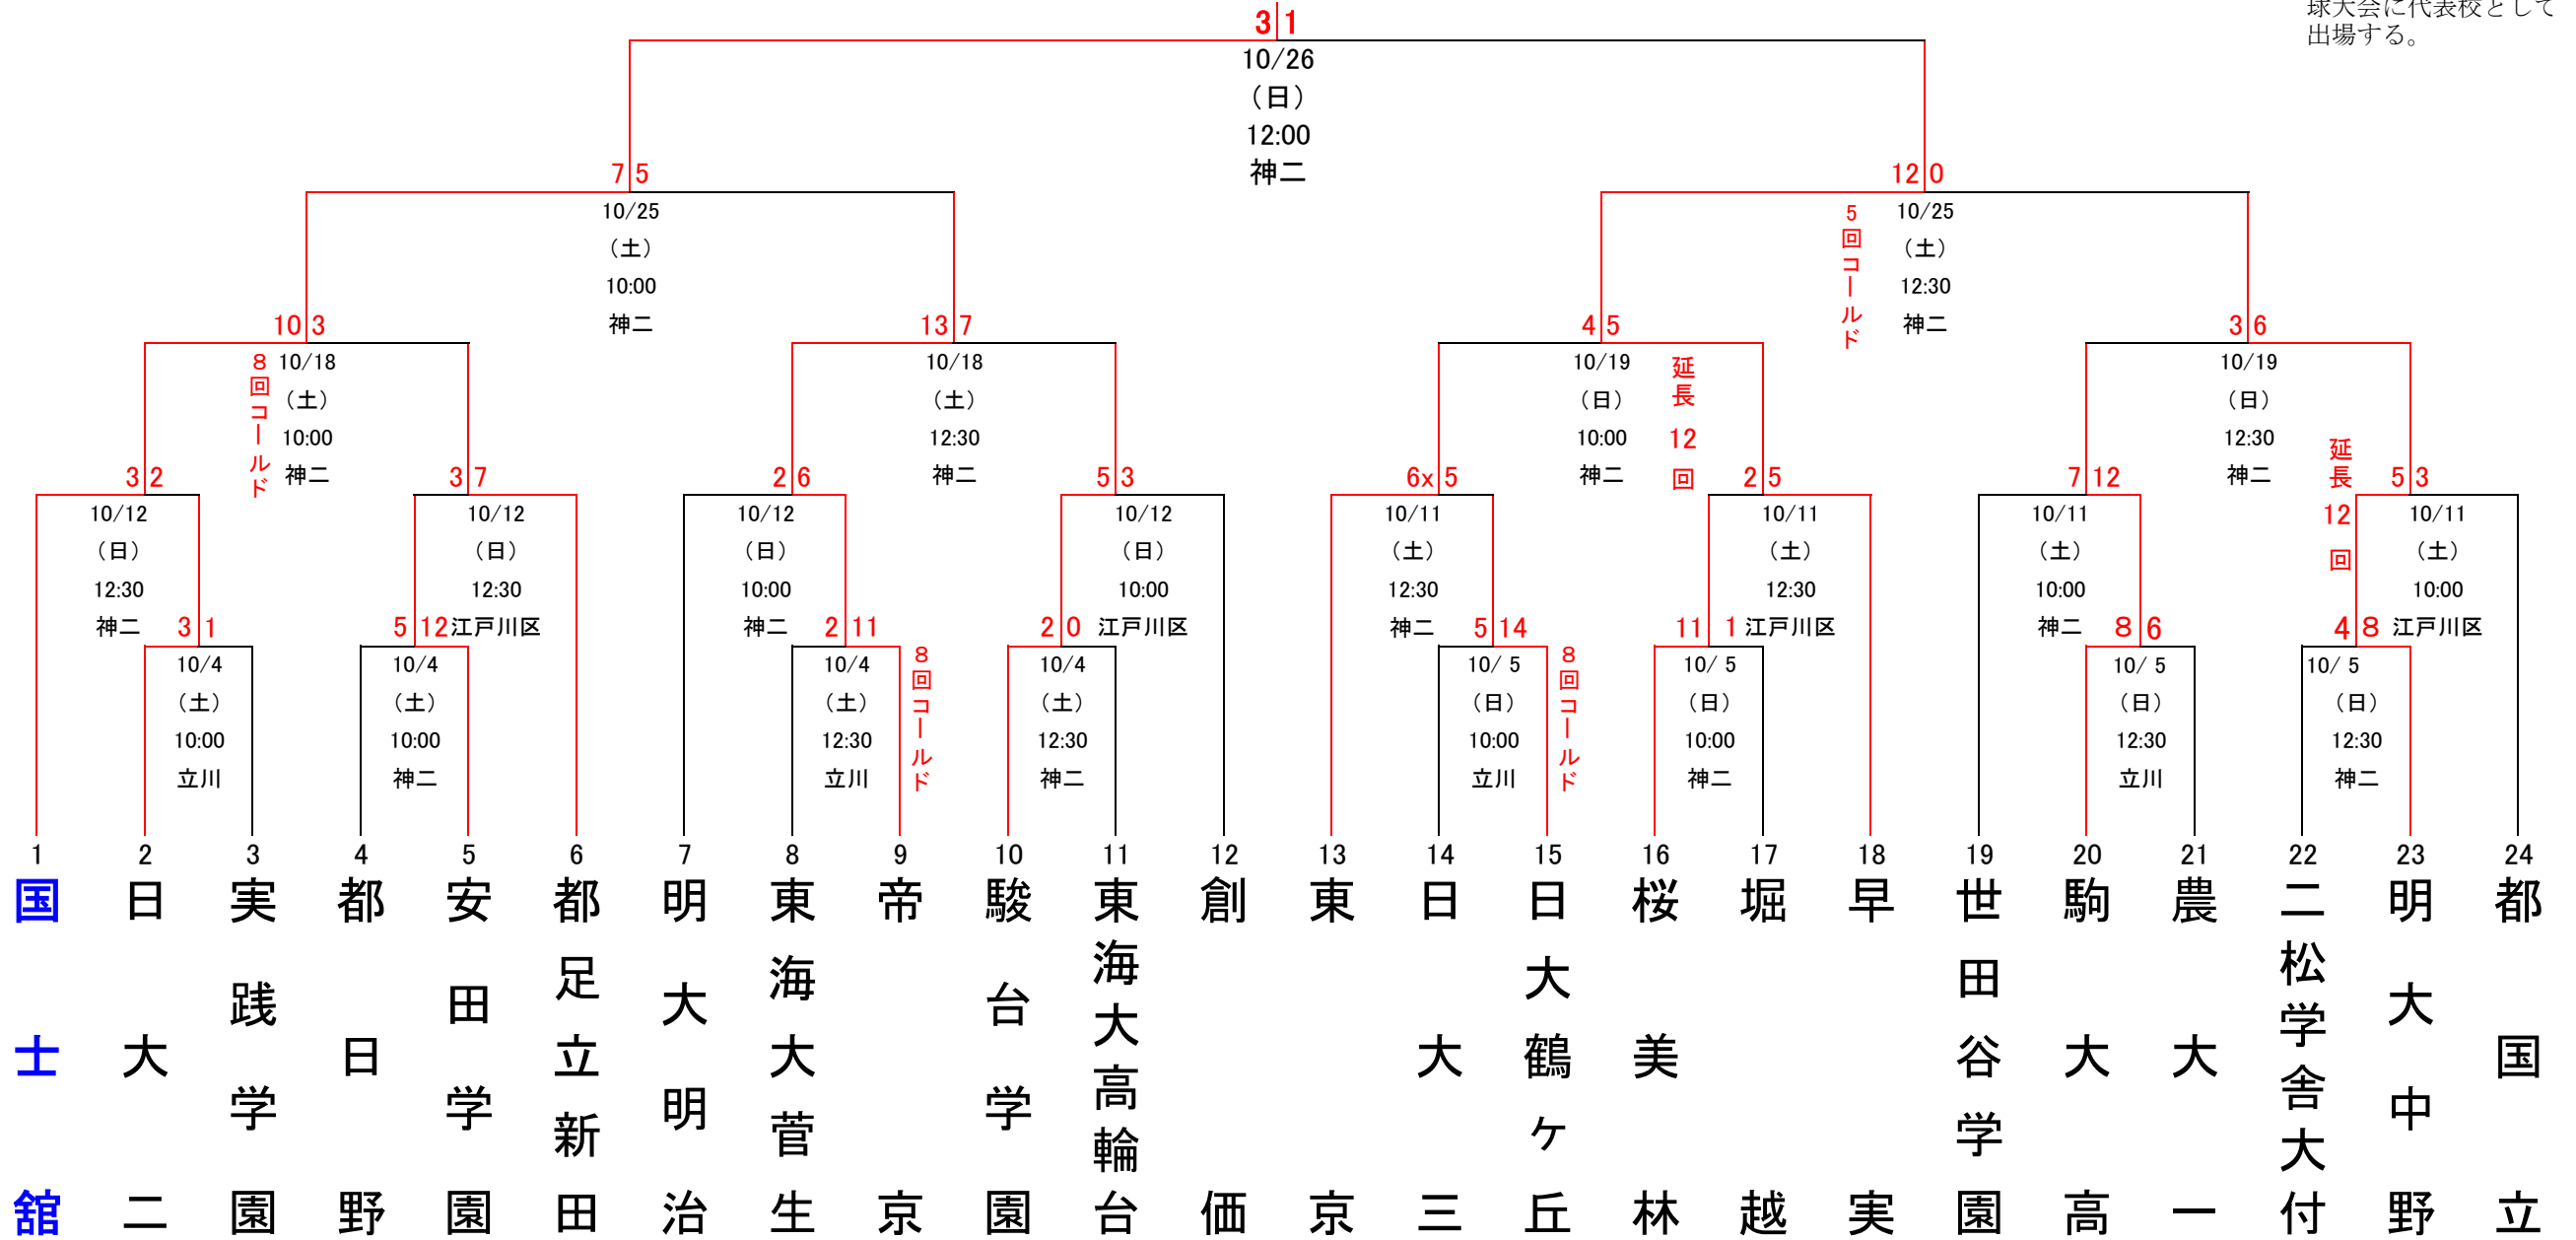 球大会に代表校として
出場する。
3 1
10/26
（日）
12:00
神二
7 5
10/25
（土）
10:00
神二
12 0
5回コールド
10/25
（土）
12:30
神二
10 3
8回コールド
10/18
（土）
10:00
神二
13 7
10/18
（土）
12:30
神二
4 5
10/19
（日）
10:00
神二
延長 12 回
3 6
10/19
（日）
12:30
神二
3 2
10/12
（日）
12:30
神二
3 7
10/12
（日）
12:30
江戸川区
2 6
10/12
（日）
10:00
神二
5 3
10/12
（日）
10:00
江戸川区
6x 5
10/11
（土）
12:30
神二
2 5
10/11
（土）
12:30
江戸川区
7 12
10/11
（土）
10:00
神二
延長 12 回
5 3
10/11
（土）
10:00
江戸川区
3 1
10/4
（土）
10:00
立川
5 12
10/4
（土）
10:00
神二
2 11
10/4
（土）
12:30
立川
8回コールド
2 0
10/4
（土）
12:30
神二
5 14
10/ 5
（日）
10:00
立川
8回コールド
11 1
10/ 5
（日）
10:00
神二
8 6
10/ 5
（日）
12:30
立川
4 8
10/ 5
（日）
12:30
神二
1
国士舘
2
日大二
3
実践学園
4
都日野
5
安田学園
6
都足立新田
7
明大明治
8
東海大菅生
9
帝京
10
駿台学園
11
東海大高輪台
12
創価
13
東京
14
日大三
15
日大鶴ケ丘
16
桜美林
17
堀越
18
早実
19
世田谷学園
20
駒大高
21
農大一
22
二松学舎大付
23
明大中野
24
都国立